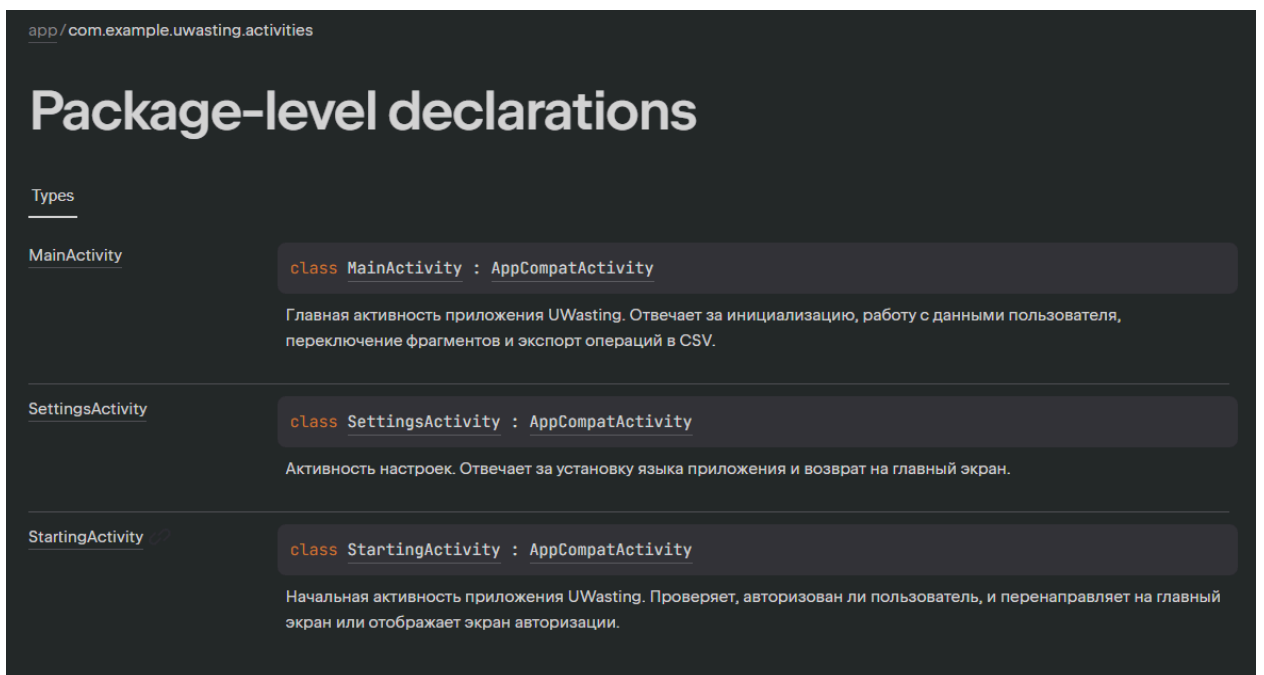 app/com.example.uwasting.activities
Package-level declarations
Types
MainActivity
class MainActivity : AppCompatActivity
Главная активность приложения UWasting. Отвечает за инициализацию, работу с данными пользователя,
переключение фрагментов и экспорт операций в CSV.
SettingsActivity
class SettingsActivity : AppCompatActivity
Активность настроек. Отвечает за установку языка приложения и возврат на главный экран.
StartingActivity
class StartingActivity : AppCompatActivity
Начальная активность приложения UWasting. Проверяет, авторизован ли пользователь, и перенаправляет на главный
экран или отображает экран авторизации.